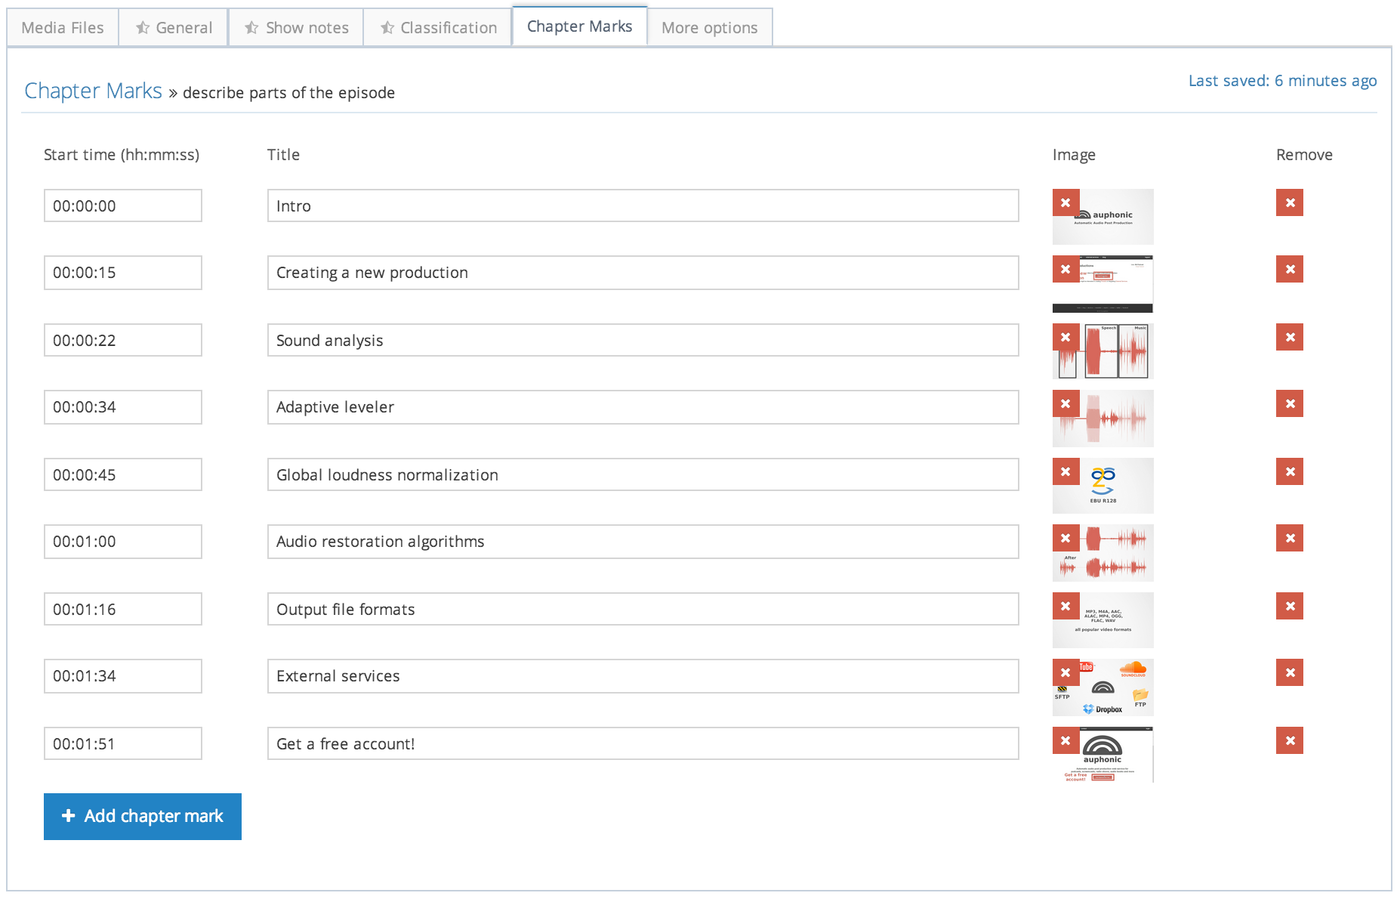 Media Files General Show notes Classification Chapter Marks More options
Chapter Marks » describe parts of the episode
Last saved: 6 minutes ago
Start time (hh:mm:ss) Title Image Remove
00:00:00 Intro
auphonic
Automatic Audio Post Production
00:00:15 Creating a new production
00:00:22 Sound analysis
Speech Music
00:00:34 Adaptive leveler
00:00:45 Global loudness normalization
EBU R128
00:01:00 Audio restoration algorithms
After
00:01:16 Output file formats
MP3, M4A, AAC,
ALAC, MP4, OGG,
FLAC, WAV
all popular video formats
00:01:34 External services
Tube
SOUNDCLOUD
SFTP
FTP
Dropbox
00:01:51 Get a free account!
auphonic
Get a free
account!
Add chapter mark